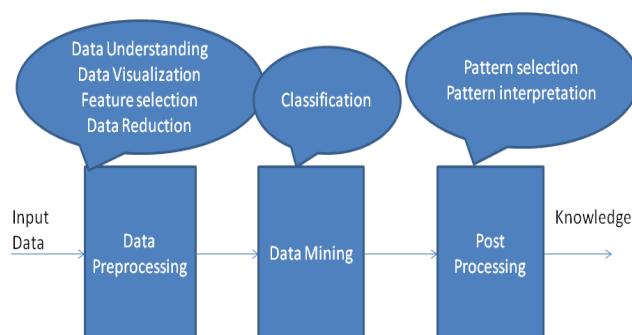 Data Understanding
Data Visualization
Feature selection
Data Reduction
Classification
Pattern selection
Pattern interpretation
Input
Data
Data
Preprocessing
Data Mining
Post
Processing
Knowledge